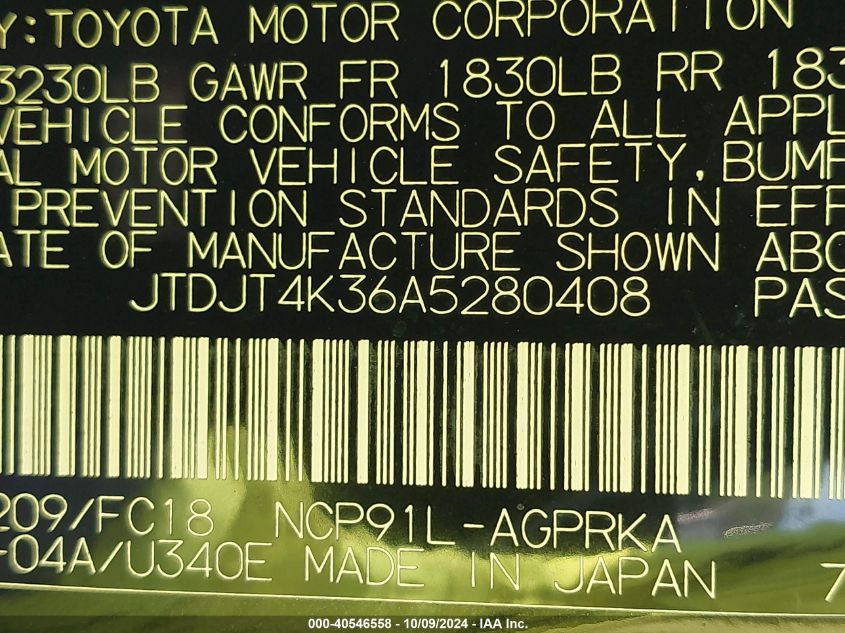 Y:TOYOTA MOTOR CORPORATION
3230LB GAWR FR 1830LB RR 183
VEHICLE CONFORMS TO ALL APPL
AL MOTOR VEHICLE SAFETY, BUMP
PREVENTION STANDARDS IN EFF
ATE OF MANUFACTURE SHOWN ABO
JTDJT4K36A5280408 PAS
209/FC18 NCP91L-AGPRKA
-04A/U340E MADE IN JAPAN 7
000-40546558 - 10/09/2024 - IAA Inc.